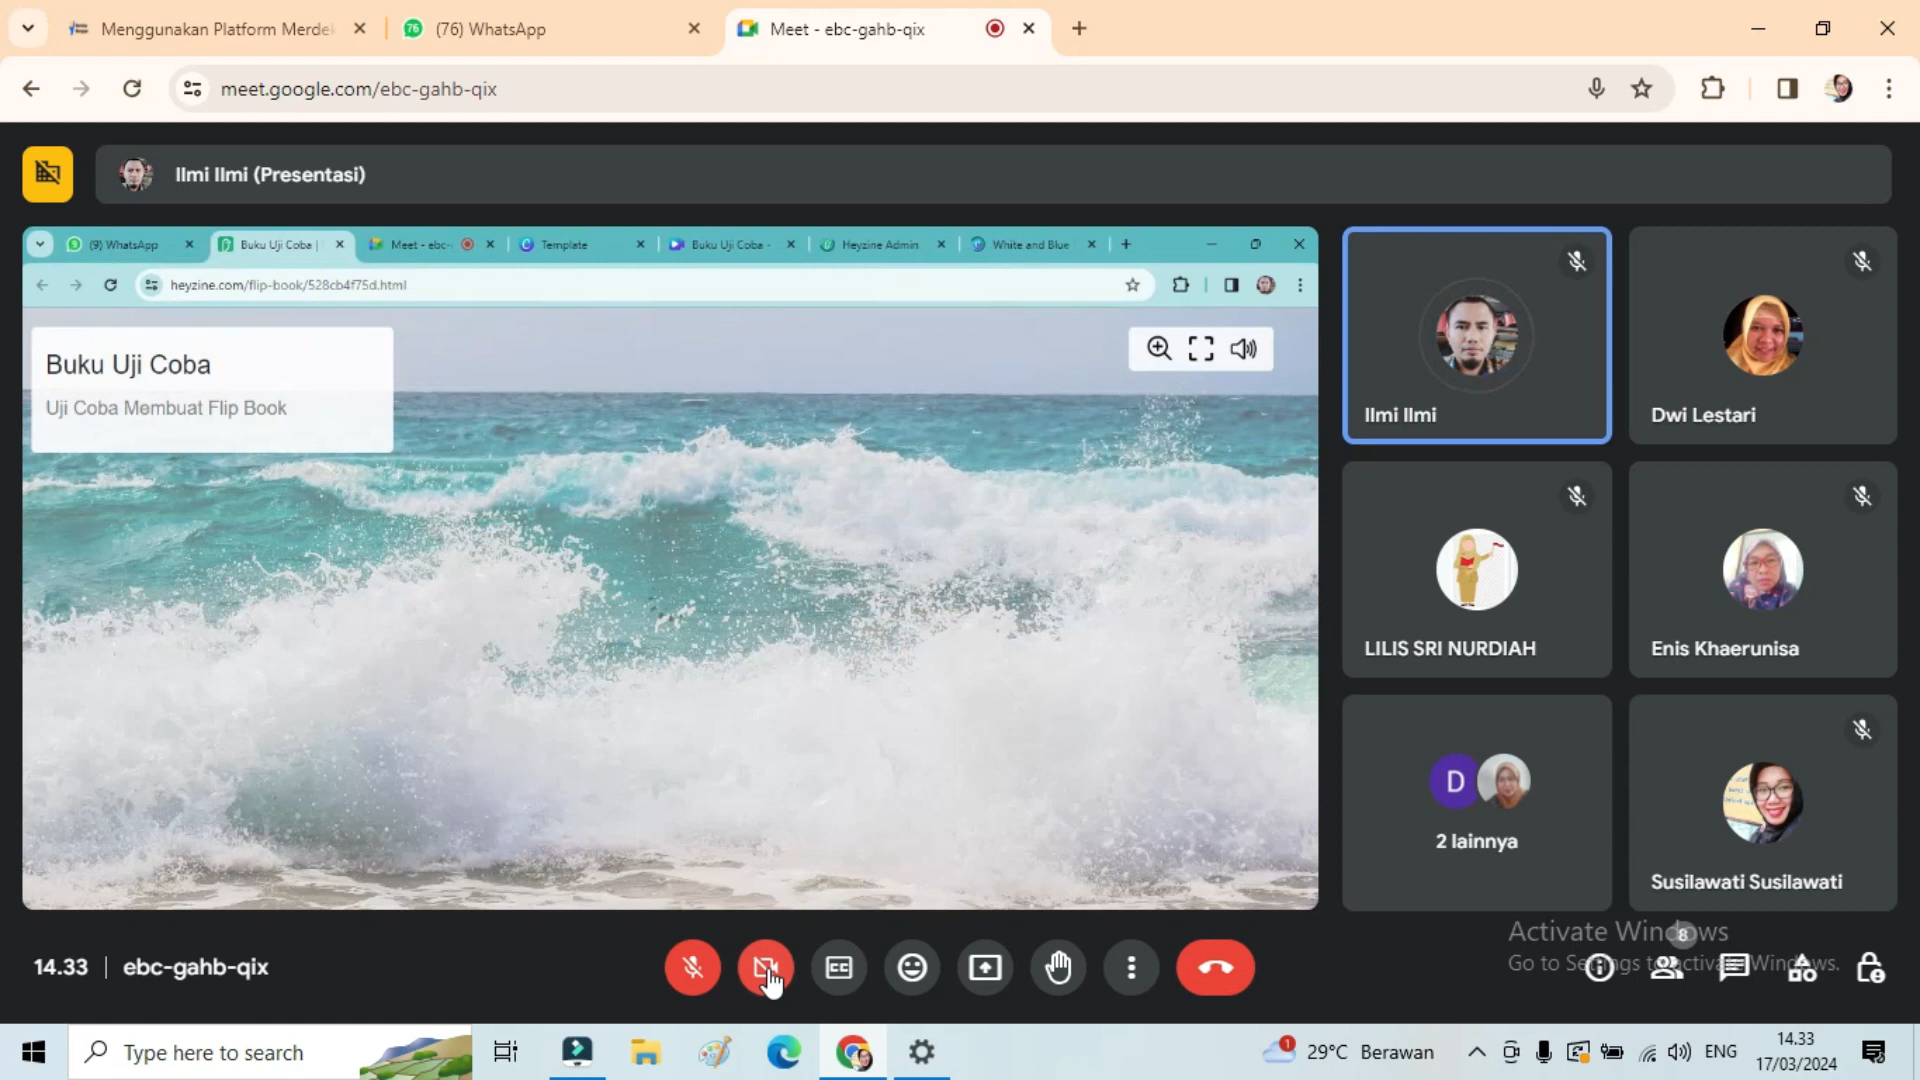 Menggunakan Platform Merde
76
(76) WhatsApp
Meet - ebc-gahb-qix
meet.google.com/ebc-gahb-qix
Ilmi Ilmi (Presentasi)
(9) WhatsApp
Buku Uji Coba |
Meet - ebc-
Template
Buku Uji Coba -
Heyzine Admin
White and Blue
heyzine.com/flip-book/528cb4f75d.html
Buku Uji Coba
Uji Coba Membuat Flip Book
Ilmi Ilmi
Dwi Lestari
LILIS SRI NURDIAH
Enis Khaerunisa
D
2 lainnya
Susilawati Susilawati
14.33
ebc-gahb-qix
CC
8
Activate Windows
Go to Settings to activate Windows.
Type here to search
1
29°C Berawan
ENG
14.33
17/03/2024